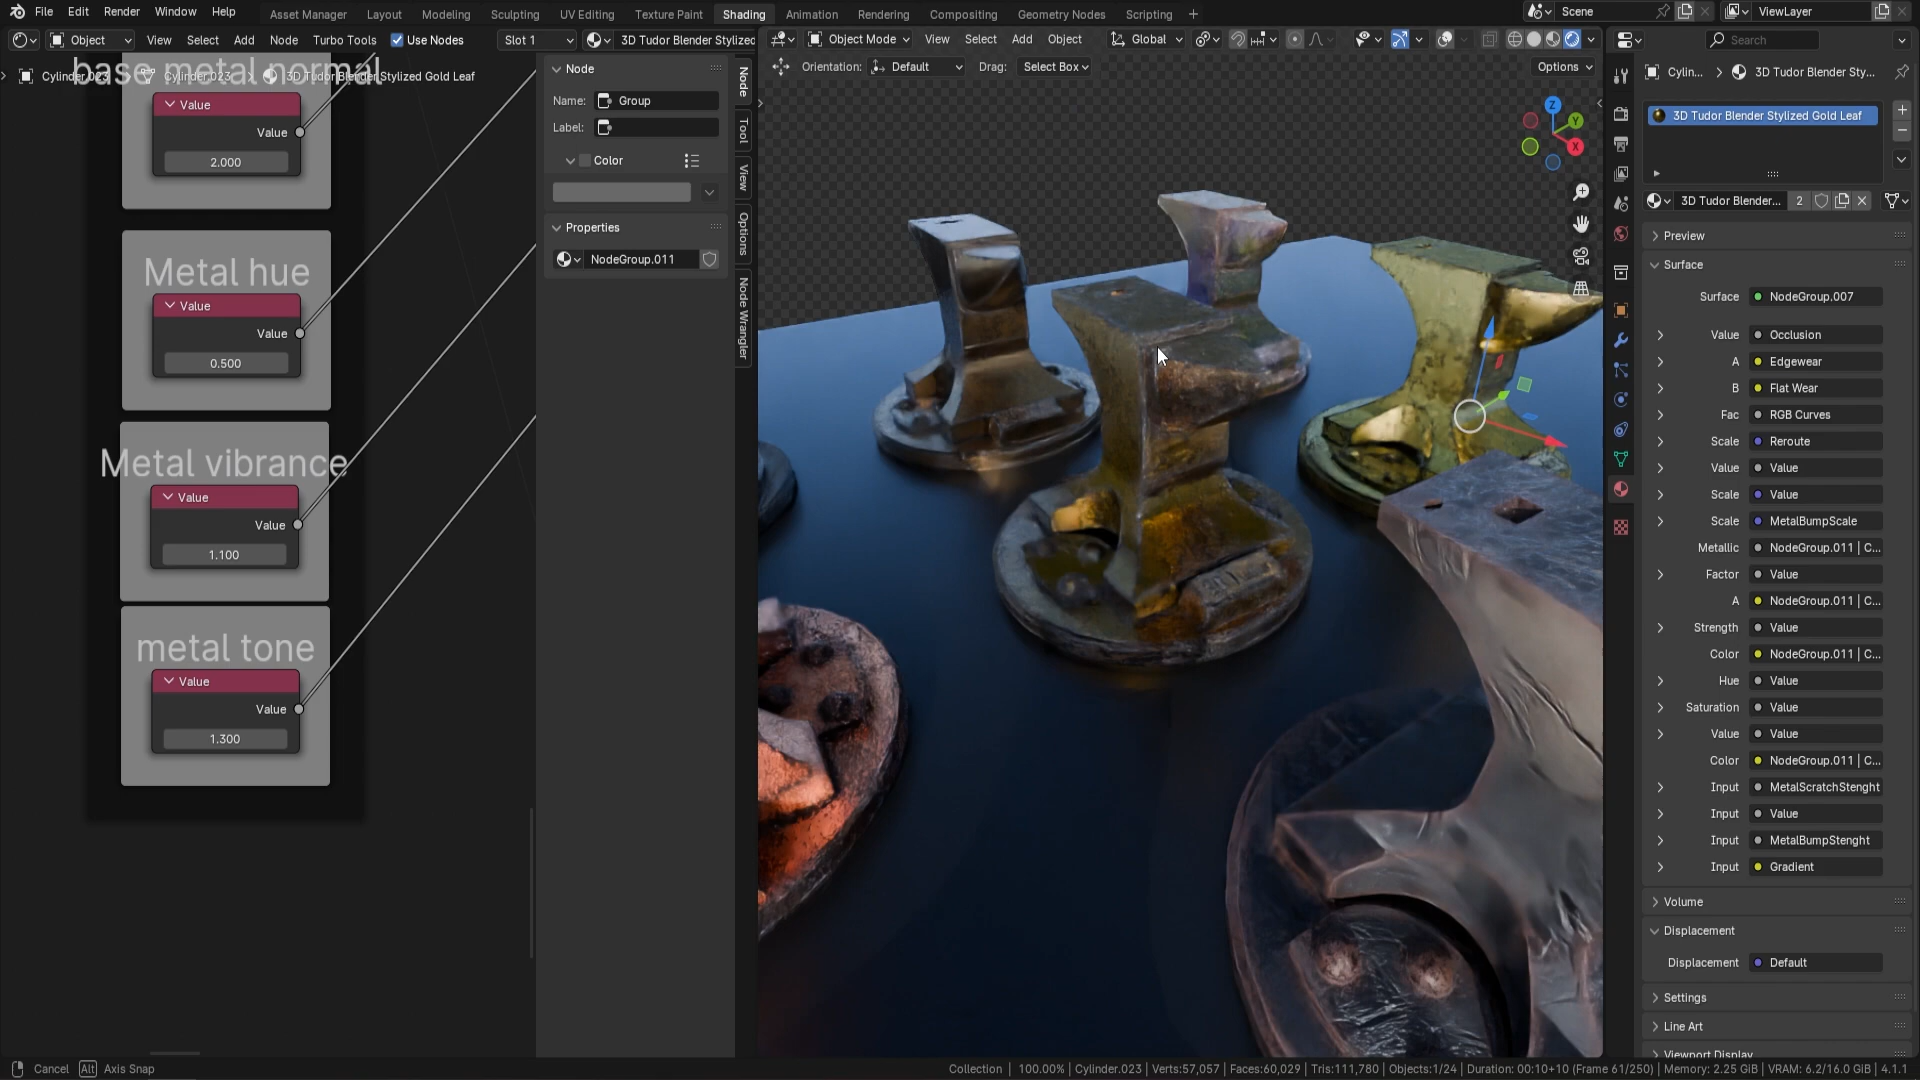 File Edit Render Window Help Asset Manager Layout Modeling Sculpting UV Editing Texture Paint Shading Animation Rendering Compositing Geometry Nodes Scripting + Scene ViewLayer
Object View Select Add Node Turbo Tools Use Nodes Slot 1 3D Tudor Blender Stylized
Object Mode View Select Add Object Global
Search
Orientation: Default Drag: Select Box Options
Cylinder.023 Cylinder.023 3D Tudor Blender Stylized Gold Leaf
base metal normal
Value
Value
2.000
Metal hue
Value
Value
0.500
Metal vibrance
Value
Value
1.100
metal tone
Value
Value
1.300
Node
Name: Group
Label:
Color
Properties
NodeGroup.011
Node
Tool
View
Options
Node Wrangler
Z
Y
X
Cylin... 3D Tudor Blender Sty...
3D Tudor Blender Stylized Gold Leaf
3D Tudor Blender... 2
Preview
Surface
Surface NodeGroup.007
Value Occlusion
A Edgewear
B Flat Wear
Fac RGB Curves
Scale Reroute
Value Value
Scale Value
Scale MetalBumpScale
Metallic NodeGroup.011 | C...
Factor Value
A NodeGroup.011 | C...
Strength Value
Color NodeGroup.011 | C...
Hue Value
Saturation Value
Value Value
Color NodeGroup.011 | C...
Input MetalScratchStenght
Input Value
Input MetalBumpStenght
Input Gradient
Volume
Displacement
Displacement Default
Settings
Line Art
Viewport Display
Cancel Alt Axis Snap
Collection | 100.00% | Cylinder.023 | Verts:57,057 | Faces:60,029 | Tris:111,780 | Objects:1/24 | Duration: 00:10+10 (Frame 61/250) | Memory: 2.25 GiB | VRAM: 6.2/16.0 GiB | 4.1.1